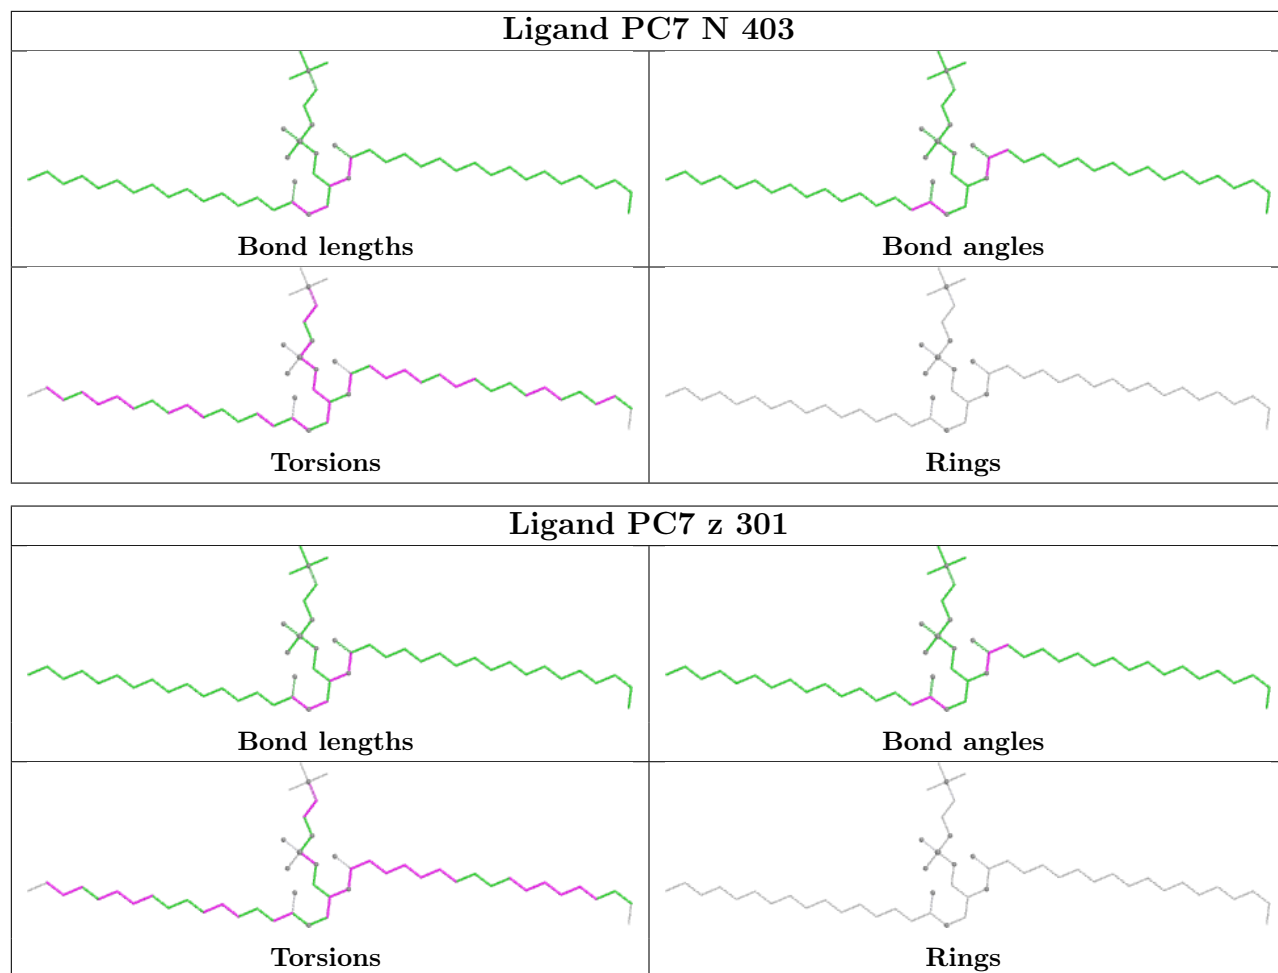 Ligand PC7 N 403
Bond lengths
Bond angles
Torsions
Rings
Ligand PC7 z 301
Bond lengths
Bond angles
Torsions
Rings